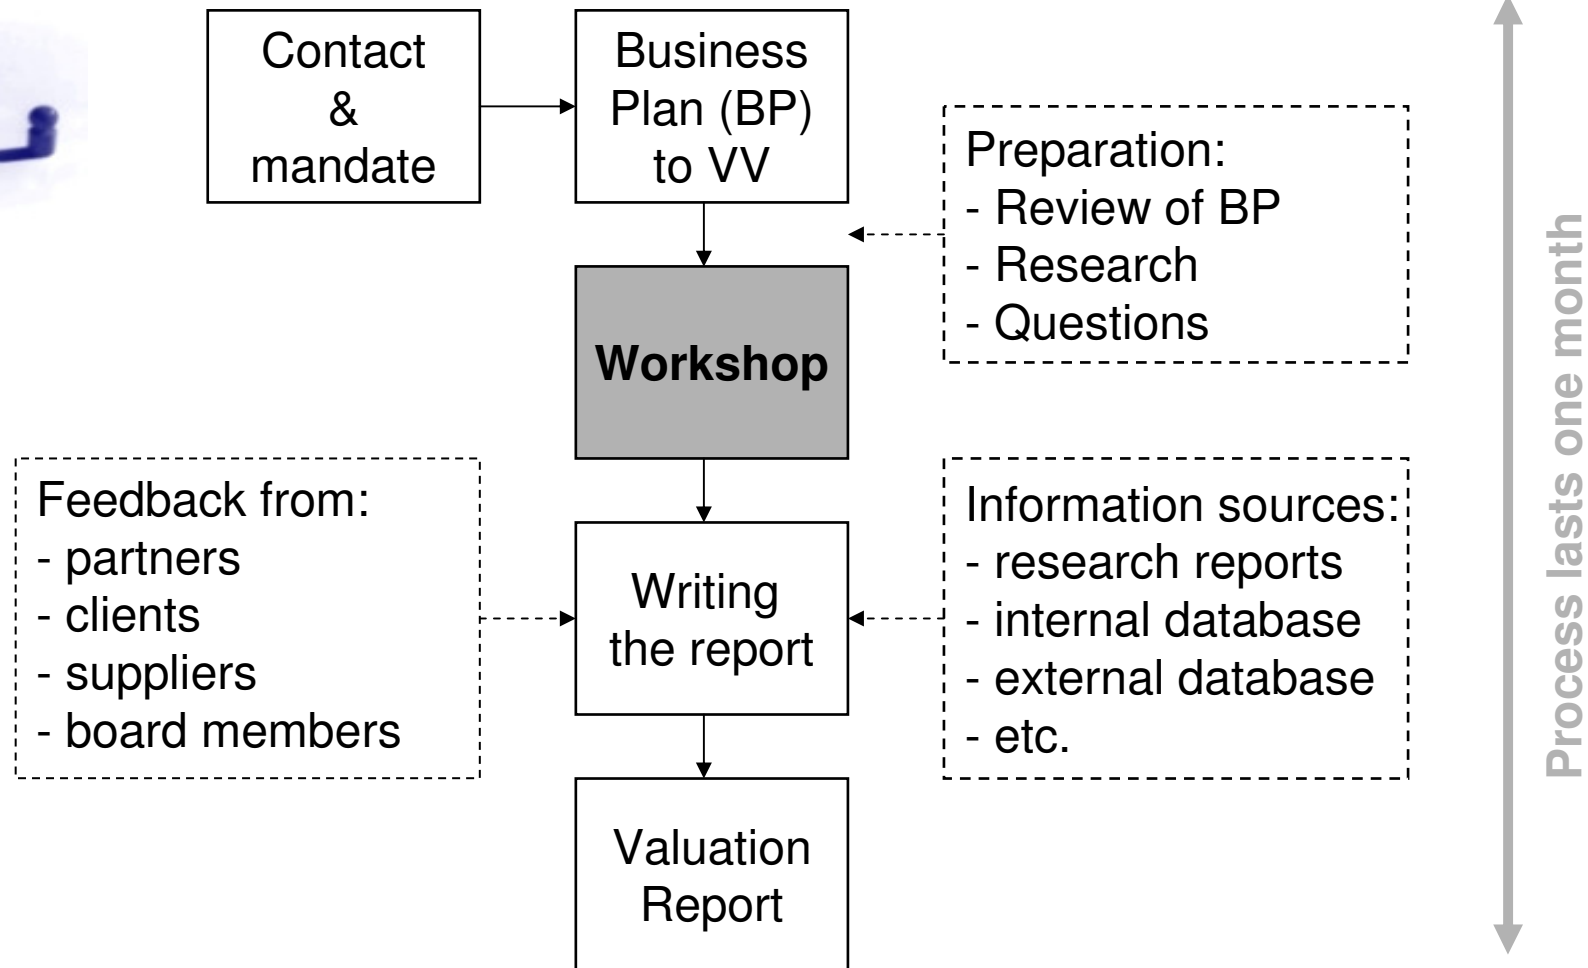 Contact
&
mandate
Business
Plan (BP)
to VV
Preparation:
- Review of BP
- Research
- Questions
Workshop
Feedback from:
- partners
- clients
- suppliers
- board members
Writing
the report
Information sources:
- research reports
- internal database
- external database
- etc.
Valuation
Report
Process lasts one month